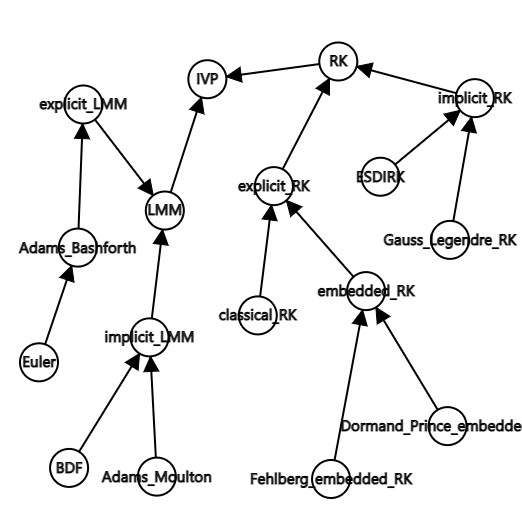 RK
IVP
implicit_RK
explicit_LMM
ESDIRK
explicit_RK
LMM
Gauss_Legendre_RK
Adams_Bashforth
embedded_RK
classical_RK
implicit_LMM
Euler
Dormand_Prince_embedde
BDF
Adams_Moulton
Fehlberg_embedded_RK